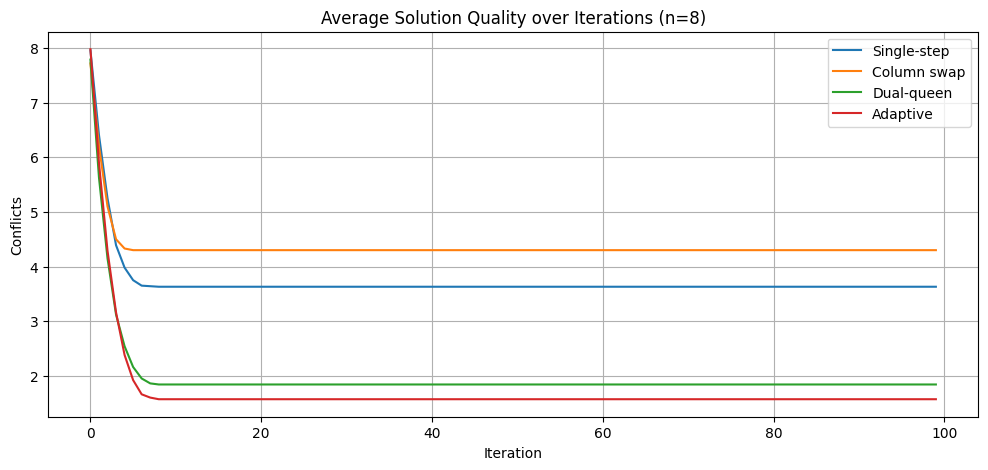 Average Solution Quality over Iterations (n=8)
Single-step
Column swap
Dual-queen
Adaptive
Conflicts
8
7
6
5
4
3
2
0 20 40 60 80 100
Iteration